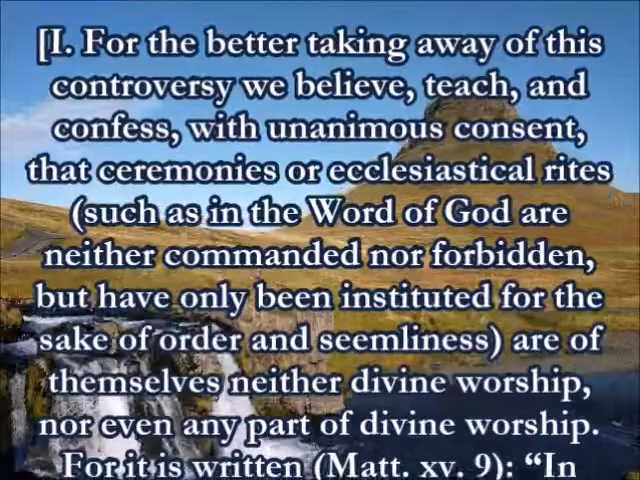 [I. For the better taking away of this
controversy we believe, teach, and
confess, with unanimous consent,
that ceremonies or ecclesiastical rites
(such as in the Word of God are
neither commanded nor forbidden,
but have only been instituted for the
sake of order and seemliness) are of
themselves neither divine worship,
nor even any part of divine worship.
For it is written (Matt. xv. 9): “In